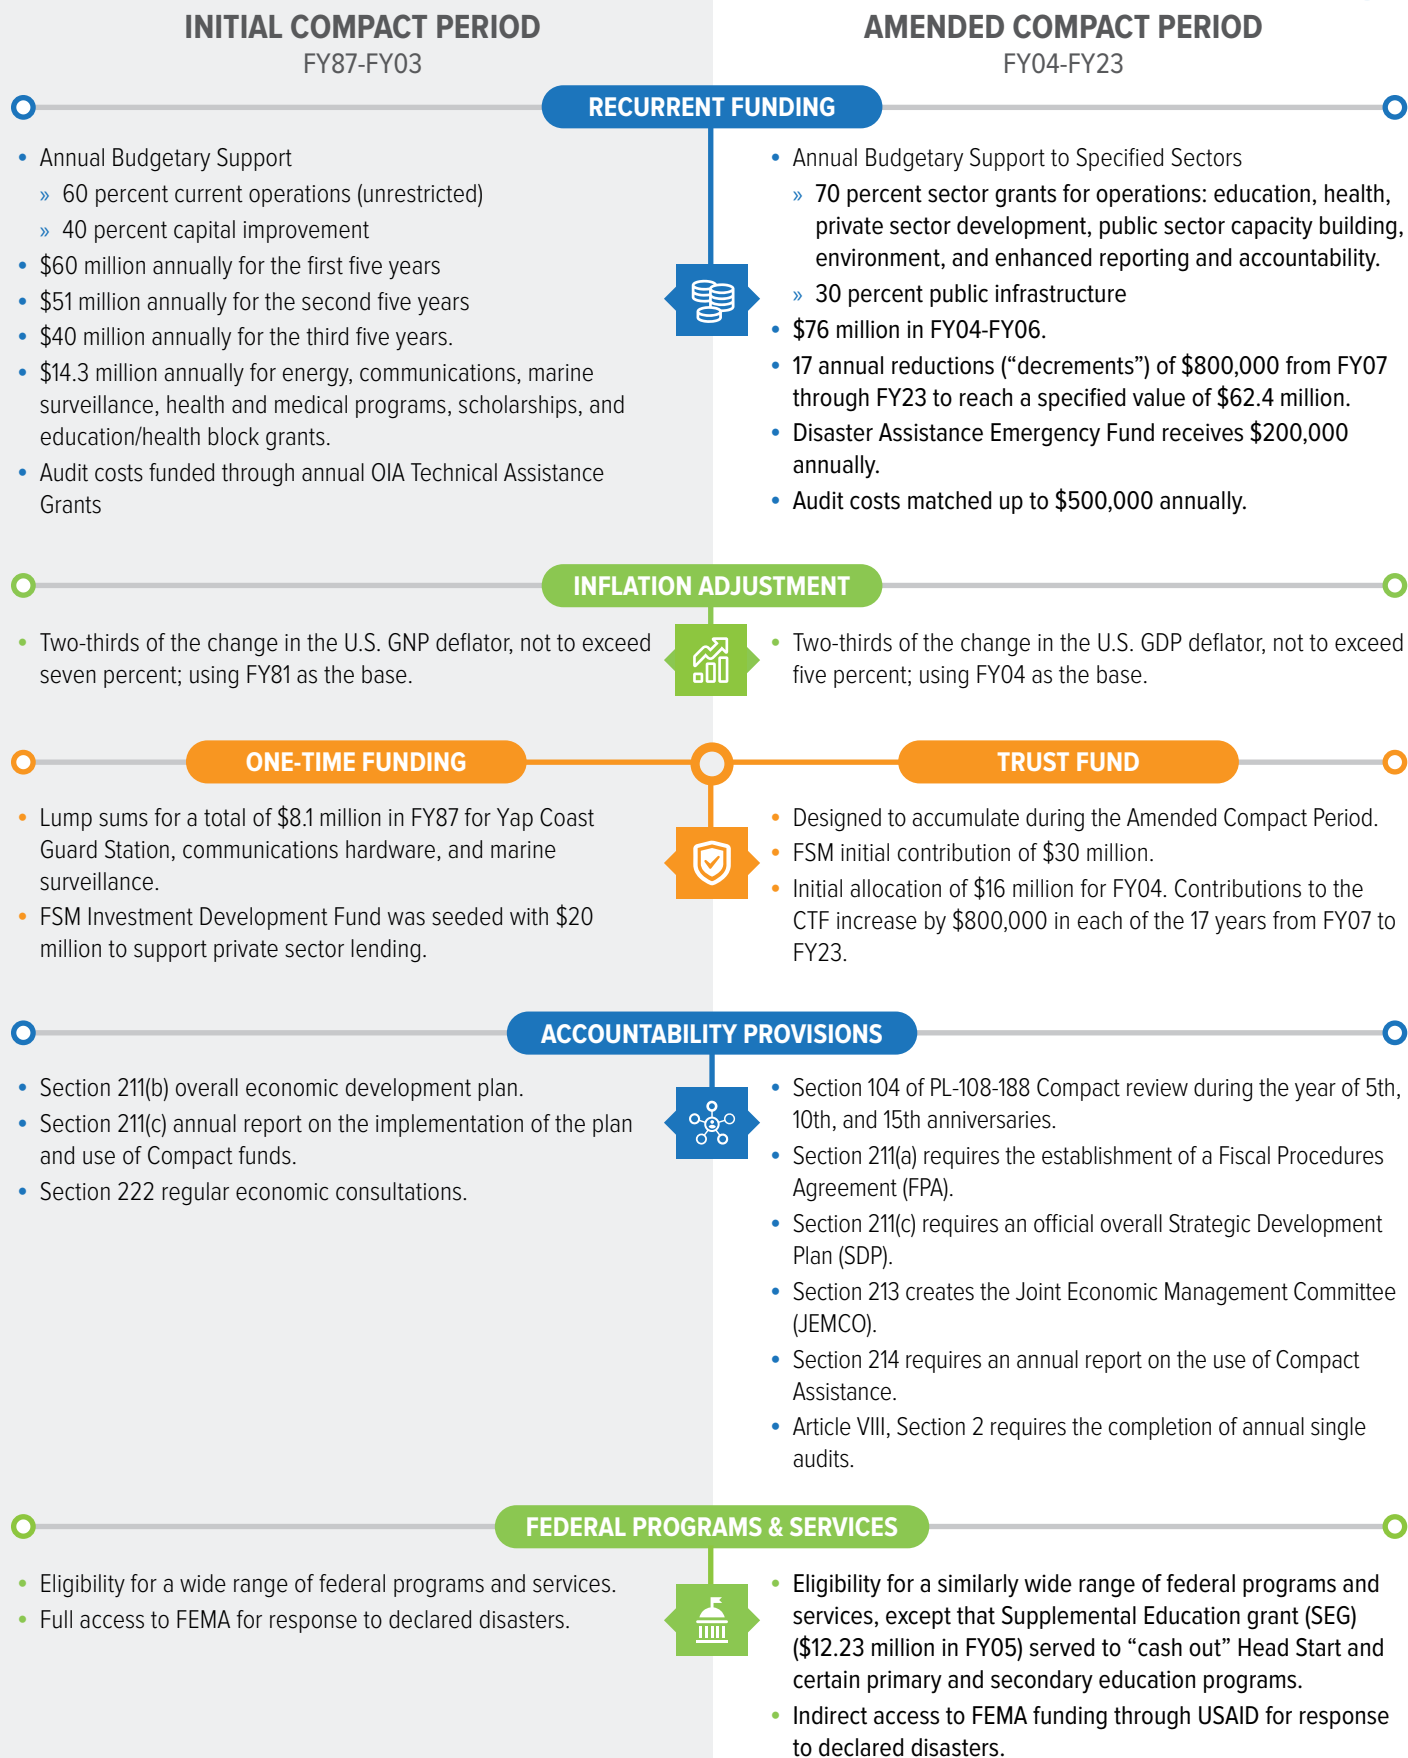 INITIAL COMPACT PERIOD
FY87-FY03
AMENDED COMPACT PERIOD
FY04-FY23
RECURRENT FUNDING
• Annual Budgetary Support
» 60 percent current operations (unrestricted)
» 40 percent capital improvement
• $60 million annually for the first five years
• $51 million annually for the second five years
• $40 million annually for the third five years.
• $14.3 million annually for energy, communications, marine
surveillance, health and medical programs, scholarships, and
education/health block grants.
• Audit costs funded through annual OIA Technical Assistance
Grants
• Annual Budgetary Support to Specified Sectors
» 70 percent sector grants for operations: education, health,
private sector development, public sector capacity building,
environment, and enhanced reporting and accountability.
» 30 percent public infrastructure
• $76 million in FY04-FY06.
• 17 annual reductions (“decrements”) of $800,000 from FY07
through FY23 to reach a specified value of $62.4 million.
• Disaster Assistance Emergency Fund receives $200,000
annually.
• Audit costs matched up to $500,000 annually.
INFLATION ADJUSTMENT
• Two-thirds of the change in the U.S. GNP deflator, not to exceed
seven percent; using FY81 as the base.
• Two-thirds of the change in the U.S. GDP deflator, not to exceed
five percent; using FY04 as the base.
ONE-TIME FUNDING
• Lump sums for a total of $8.1 million in FY87 for Yap Coast
Guard Station, communications hardware, and marine
surveillance.
• FSM Investment Development Fund was seeded with $20
million to support private sector lending.
TRUST FUND
• Designed to accumulate during the Amended Compact Period.
• FSM initial contribution of $30 million.
• Initial allocation of $16 million for FY04. Contributions to the
CTF increase by $800,000 in each of the 17 years from FY07 to
FY23.
ACCOUNTABILITY PROVISIONS
• Section 211(b) overall economic development plan.
• Section 211(c) annual report on the implementation of the plan
and use of Compact funds.
• Section 222 regular economic consultations.
• Section 104 of PL-108-188 Compact review during the year of 5th,
10th, and 15th anniversaries.
• Section 211(a) requires the establishment of a Fiscal Procedures
Agreement (FPA).
• Section 211(c) requires an official overall Strategic Development
Plan (SDP).
• Section 213 creates the Joint Economic Management Committee
(JEMCO).
• Section 214 requires an annual report on the use of Compact
Assistance.
• Article VIII, Section 2 requires the completion of annual single
audits.
FEDERAL PROGRAMS & SERVICES
• Eligibility for a wide range of federal programs and services.
• Full access to FEMA for response to declared disasters.
• Eligibility for a similarly wide range of federal programs and
services, except that Supplemental Education grant (SEG)
($12.23 million in FY05) served to “cash out” Head Start and
certain primary and secondary education programs.
• Indirect access to FEMA funding through USAID for response
to declared disasters.